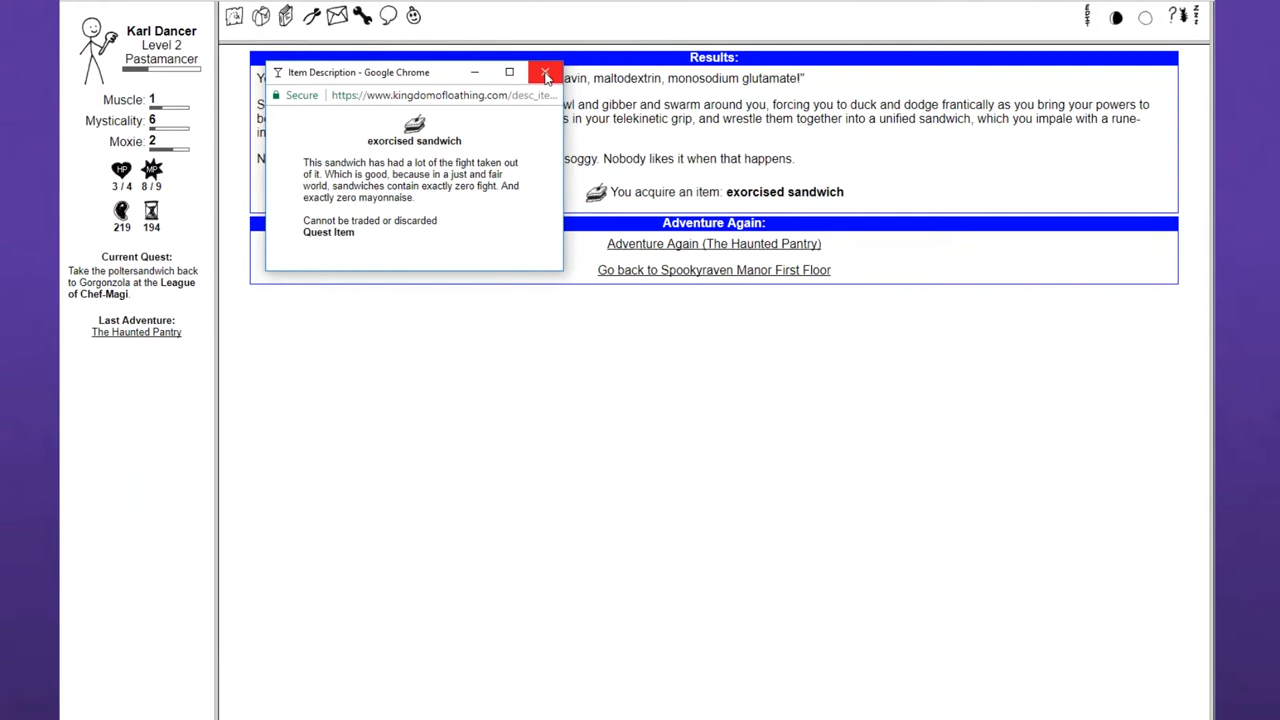 Karl Dancer
Level 2
Pastamancer
Muscle: 1
Mysticality: 6
Moxie: 2
HP MP
3 / 4 8 / 9
219 194
Current Quest:
Take the poltersandwich back
to Gorgonzola at the League
of Chef-Magi.
Last Adventure:
The Haunted Pantry
Results:
avin, maltodextrin, monosodium glutamate!"
wl and gibber and swarm around you, forcing you to duck and dodge frantically as you bring your powers to
s in your telekinetic grip, and wrestle them together into a unified sandwich, which you impale with a rune-
soggy. Nobody likes it when that happens.
You acquire an item: exorcised sandwich
Adventure Again:
Adventure Again (The Haunted Pantry)
Go back to Spookyraven Manor First Floor
Item Description - Google Chrome
Secure https://www.kingdomofloathing.com/desc_ite...
exorcised sandwich
This sandwich has had a lot of the fight taken out
of it. Which is good, because in a just and fair
world, sandwiches contain exactly zero fight. And
exactly zero mayonnaise.
Cannot be traded or discarded
Quest Item